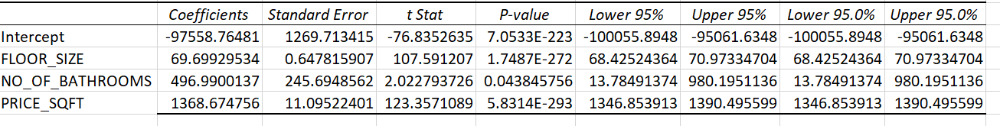 Coefficients Standard Error t Stat P-value Lower 95% Upper 95% Lower 95.0% Upper 95.0%
Intercept -97558.76481 1269.713415 -76.8352635 7.0533E-223 -100055.8948 -95061.6348 -100055.8948 -95061.6348
FLOOR_SIZE 69.69929534 0.647815907 107.591207 1.7487E-272 68.42524364 70.97334704 68.42524364 70.97334704
NO_OF_BATHROOMS 496.9900137 245.6948562 2.022793726 0.043845756 13.78491374 980.1951136 13.78491374 980.1951136
PRICE_SQFT 1368.674756 11.09522401 123.3571089 5.8314E-293 1346.853913 1390.495599 1346.853913 1390.495599